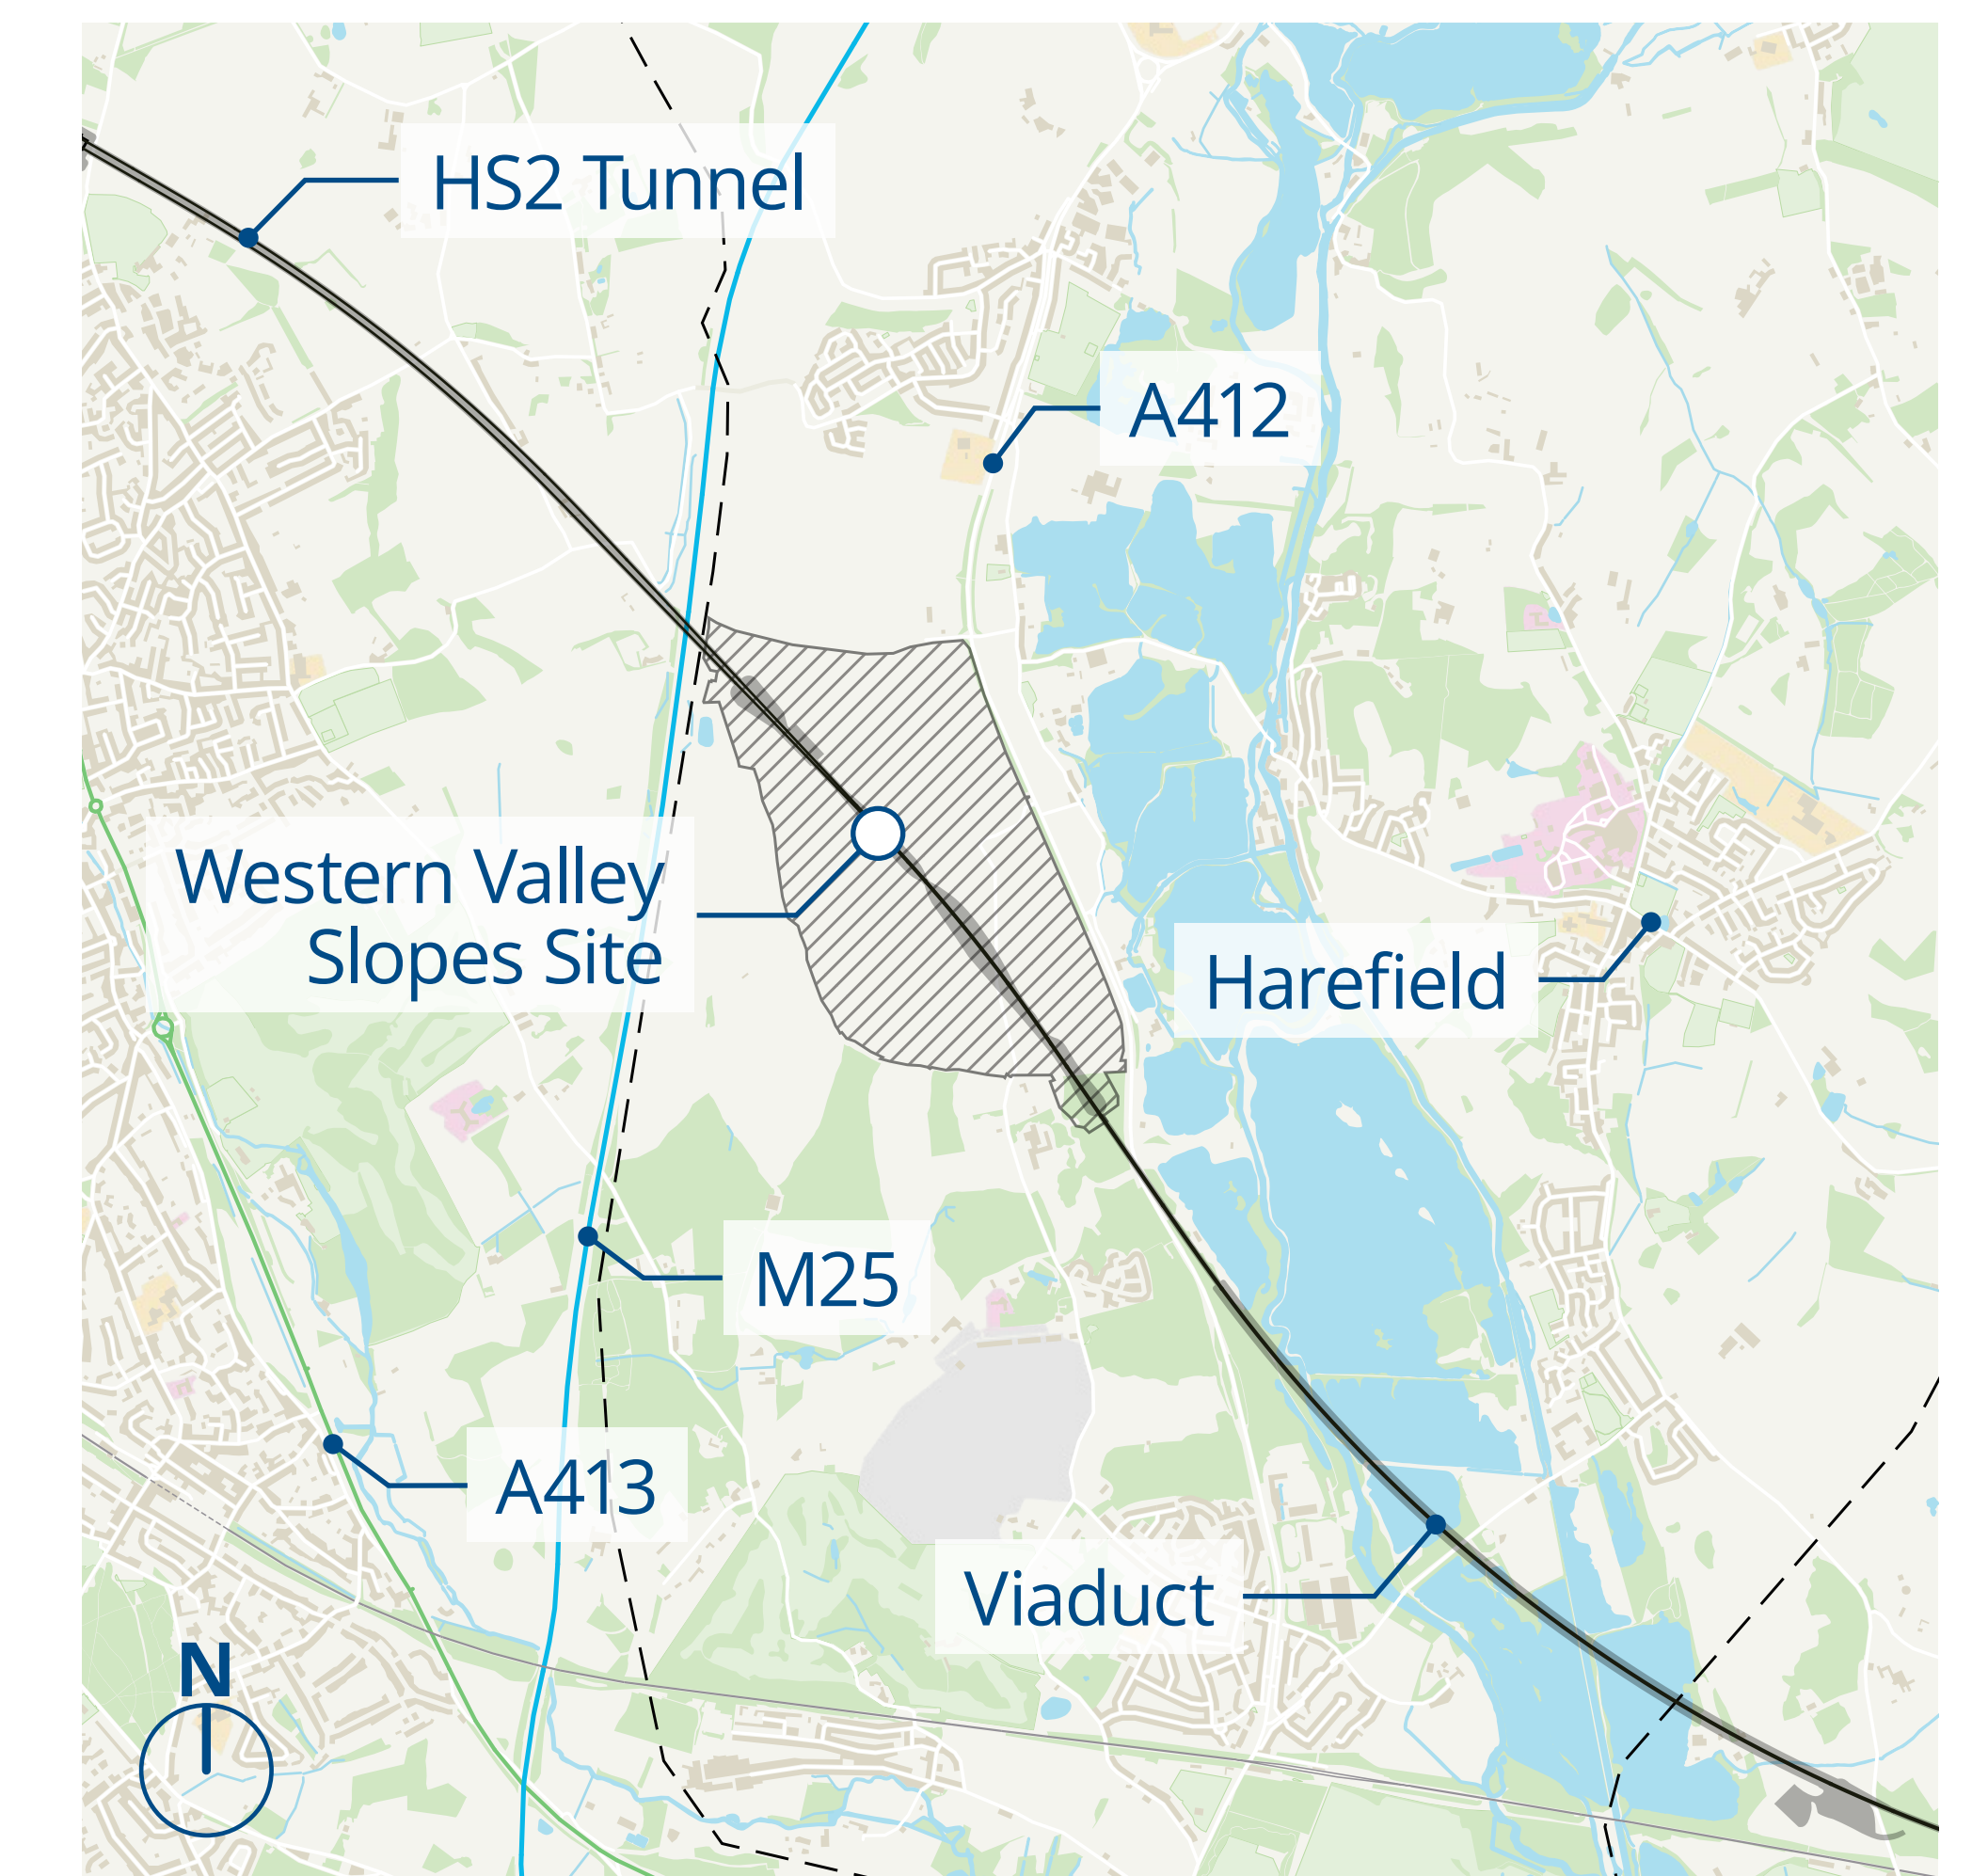 HS2 Tunnel
A412
Western Valley
Slopes Site
Harefield
M25
A413
Viaduct
N